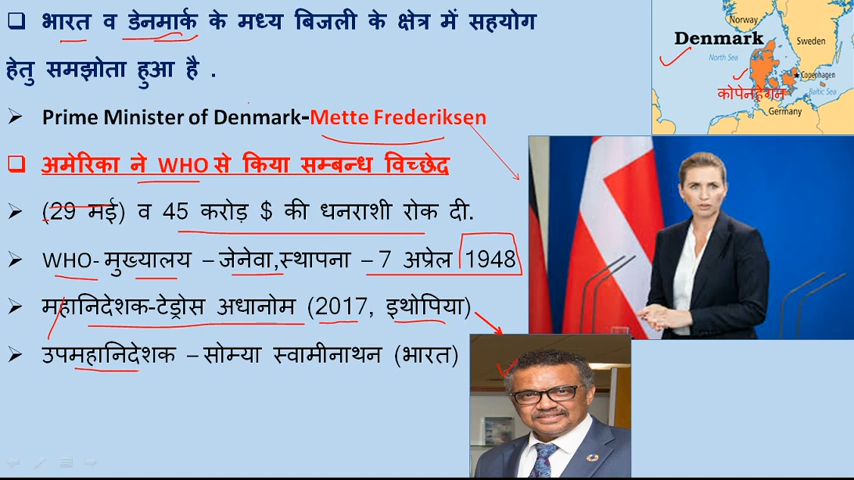 भारत व डेनमार्क के मध्य बिजली के क्षेत्र में सहयोग
हेतु समझोता हुआ है .
Prime Minister of Denmark-Mette Frederiksen
अमेरिका ने WHO से किया सम्बन्ध विच्छेद
(29 मई) व 45 करोड़ $ की धनराशी रोक दी.
WHO- मुख्यालय – जेनेवा,स्थापना – 7 अप्रेल 1948
महानिदेशक-टेड्रोस अधानोम (2017, इथोपिया)
उपमहानिदेशक – सोम्या स्वामीनाथन (भारत)
Norway
Denmark
Sweden
North Sea
Copenhagen
कोपेनहेगन
Baltic Sea
Germany